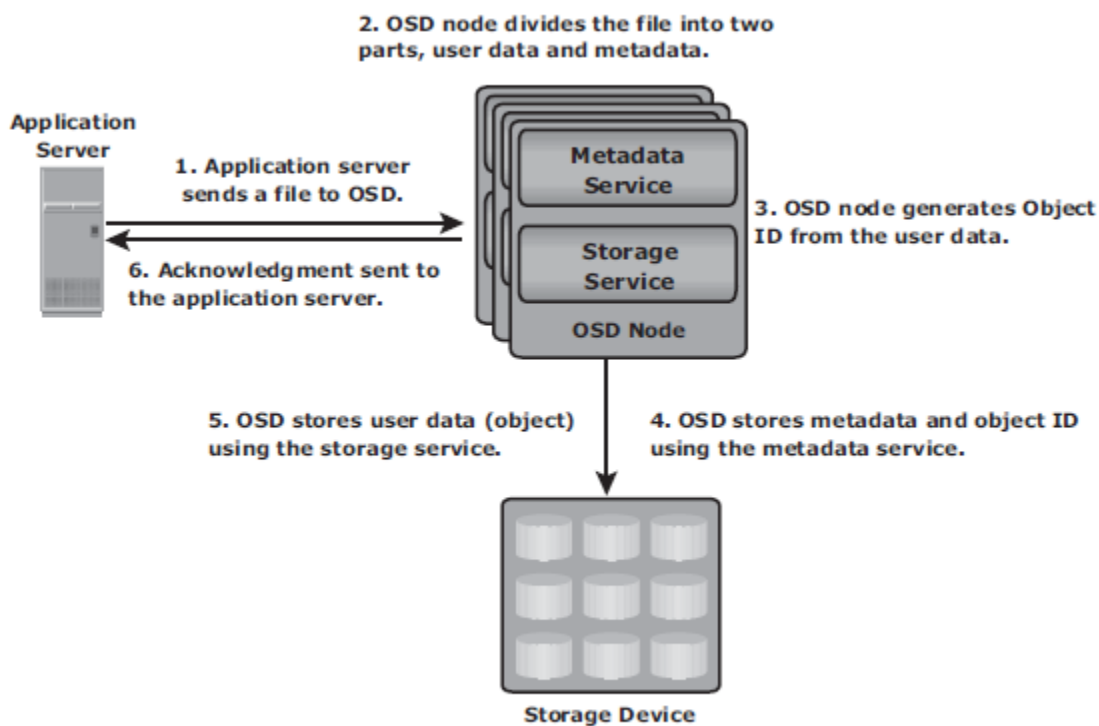 2. OSD node divides the file into two
parts, user data and metadata.
Application
Server
1. Application server
sends a file to OSD.
Metadata
Service
3. OSD node generates Object
ID from the user data.
6. Acknowledgment sent to
the application server.
Storage
Service
OSD Node
5. OSD stores user data (object)
using the storage service.
4. OSD stores metadata and object ID
using the metadata service.
Storage Device